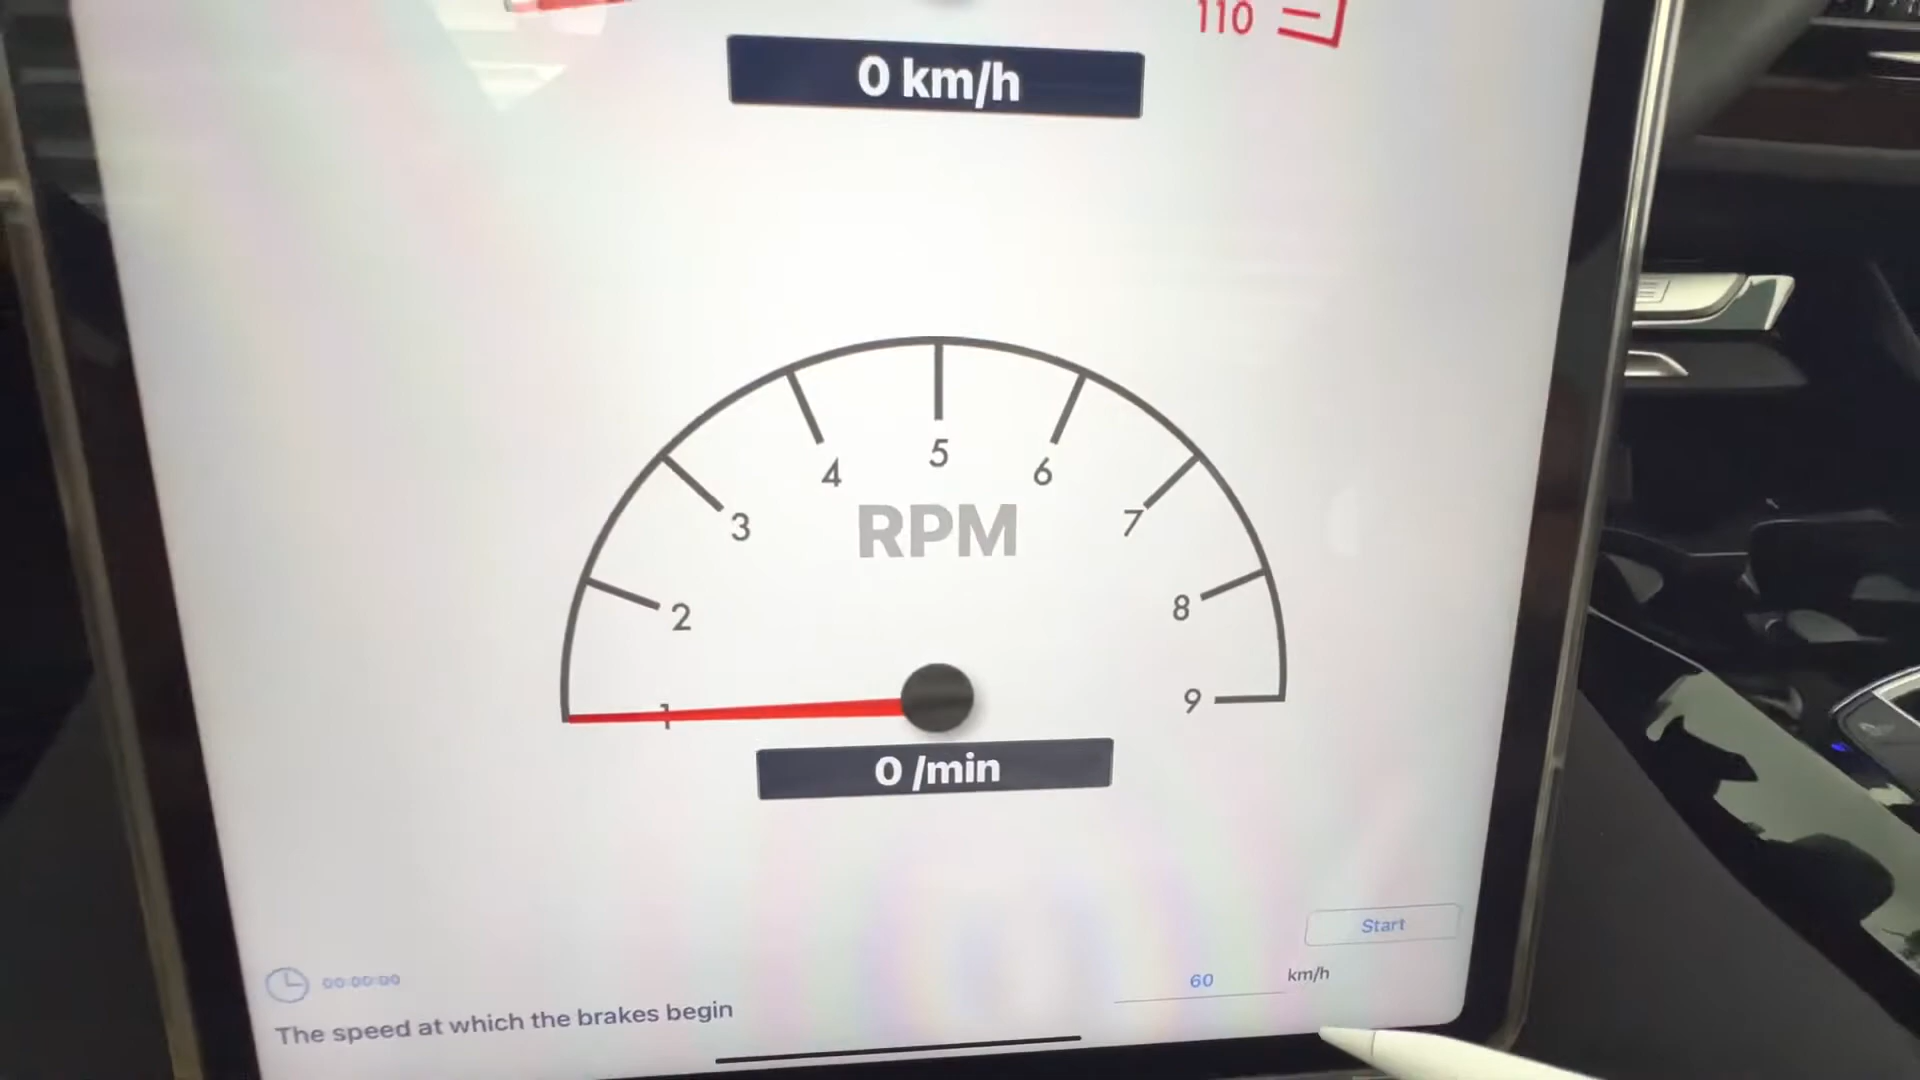 110
0 km/h
5
4
6
3
RPM
7
2
8
1
9
0 /min
Start
00:00:00
60
km/h
The speed at which the brakes begin